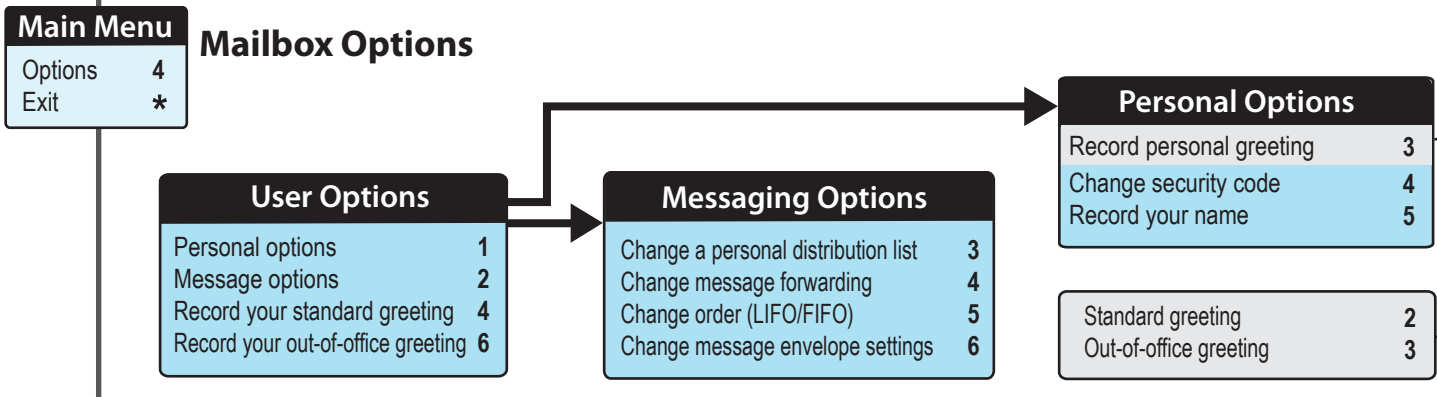 Main Menu
Options 4
Exit *
Mailbox Options
User Options
Personal options 1
Message options 2
Record your standard greeting 4
Record your out-of-office greeting 6
Messaging Options
Change a personal distribution list 3
Change message forwarding 4
Change order (LIFO/FIFO) 5
Change message envelope settings 6
Personal Options
Record personal greeting 3
Change security code 4
Record your name 5
Standard greeting 2
Out-of-office greeting 3